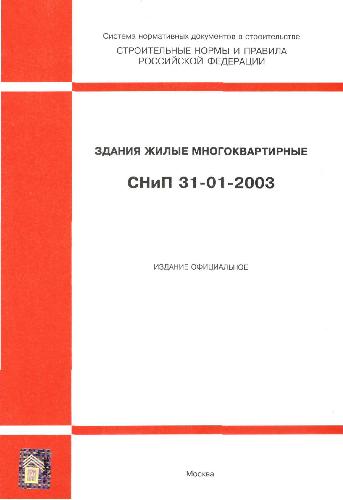 Система нормативных документов в строительстве
СТРОИТЕЛЬНЫЕ НОРМЫ И ПРАВИЛА
РОССИЙСКОЙ ФЕДЕРАЦИИ
ЗДАНИЯ ЖИЛЫЕ МНОГОКВАРТИРНЫЕ
СНиП 31-01-2003
ИЗДАНИЕ ОФИЦИАЛЬНОЕ
Москва